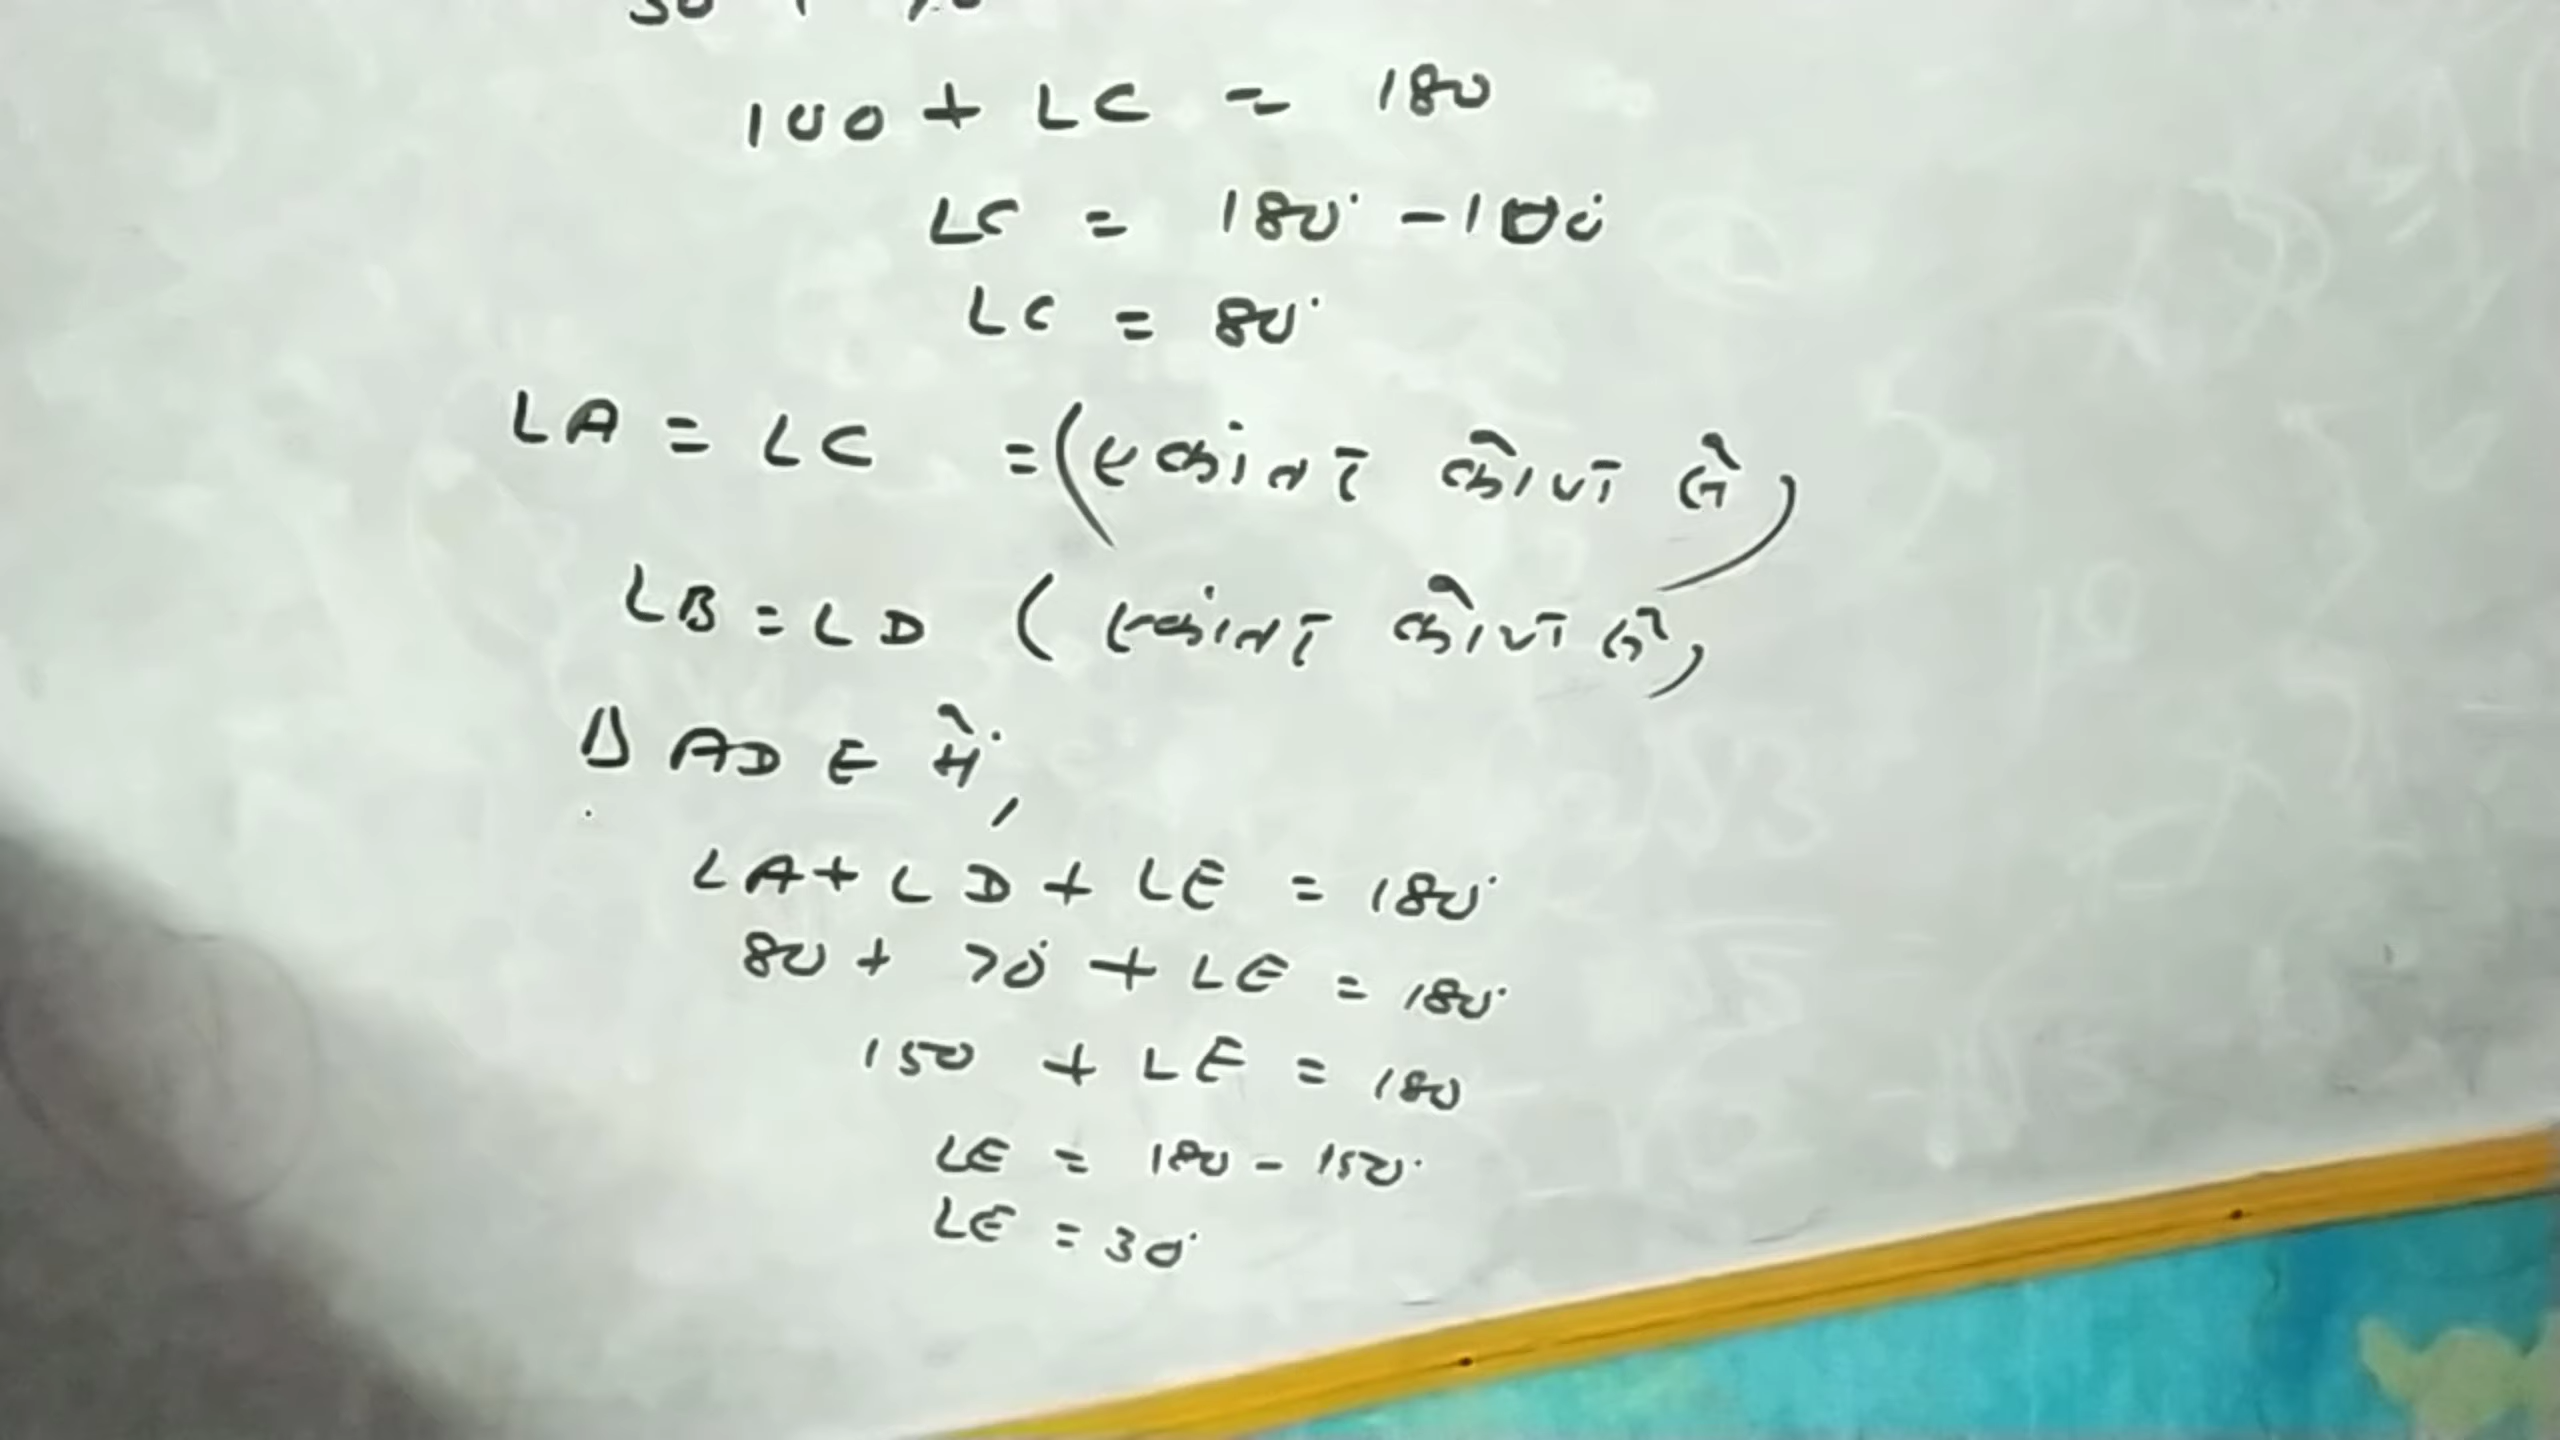 100 + ∠C = 180
∠C = 180° - 100°
∠C = 80°
∠A = ∠C = (एकांतर कोण से)
∠B = ∠D (एकांतर कोण से)
Δ ADE में,
∠A + ∠D + ∠E = 180°
80 + 70° + ∠E = 180°
150 + ∠E = 180
∠E = 180 - 150°
∠E = 30°